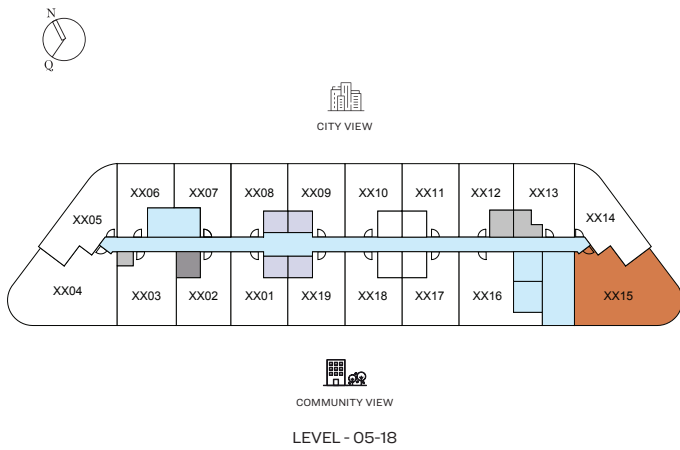 N
Q
CITY VIEW
XX06 XX07 XX08 XX09 XX10 XX11 XX12 XX13
XX05 XX14
XX04 XX03 XX02 XX01 XX19 XX18 XX17 XX16 XX15
COMMUNITY VIEW
LEVEL - 05-18